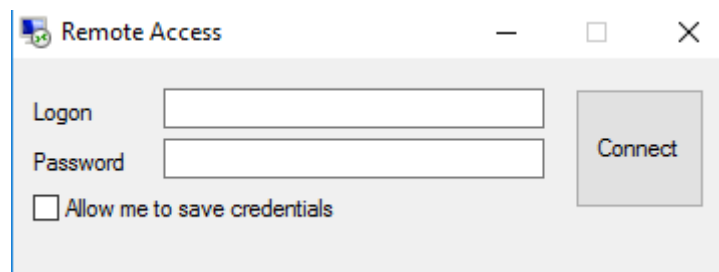 Remote Access
Logon
Password
Connect
Allow me to save credentials